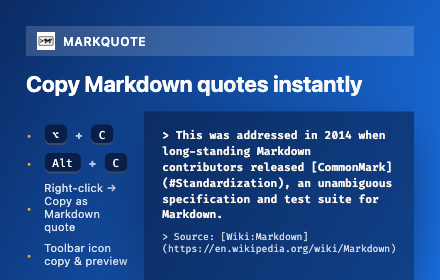 MARKQUOTE
Copy Markdown quotes instantly
⌥ + C
Alt + C
Right-click →
Copy as
Markdown
quote
Toolbar icon
copy & preview
> This was addressed in 2014 when
long-standing Markdown
contributors released [CommonMark]
(#Standardization), an unambiguous
specification and test suite for
Markdown.
> Source: [Wiki:Markdown]
(https://en.wikipedia.org/wiki/Markdown)